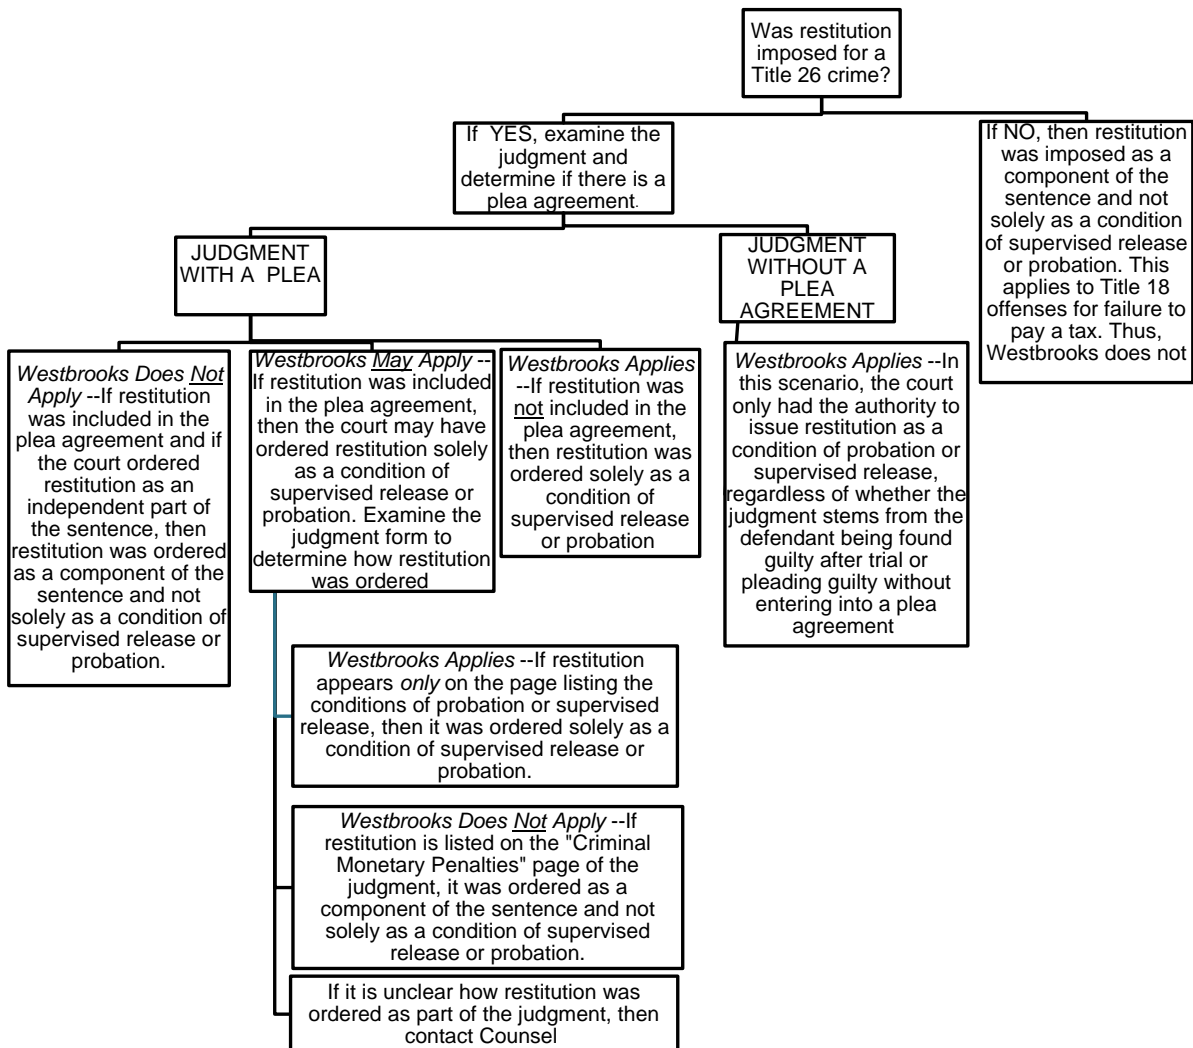 Was restitution
imposed for a
Title 26 crime?
If YES, examine the
judgment and
determine if there is a
plea agreement.
If NO, then restitution
was imposed as a
component of the
sentence and not
solely as a condition
of supervised release
or probation. This
applies to Title 18
offenses for failure to
pay a tax. Thus,
Westbrooks does not
JUDGMENT
WITH A PLEA
JUDGMENT
WITHOUT A
PLEA
AGREEMENT
Westbrooks Does Not
Apply --If restitution
was included in the
plea agreement and if
the court ordered
restitution as an
independent part of
the sentence, then
restitution was ordered
as a component of the
sentence and not
solely as a condition of
supervised release or
probation.
Westbrooks May Apply --
If restitution was included
in the plea agreement,
then the court may have
ordered restitution solely
as a condition of
supervised release or
probation. Examine the
judgment form to
determine how restitution
was ordered
Westbrooks Applies
--If restitution was
not included in the
plea agreement,
then restitution was
ordered solely as a
condition of
supervised release
or probation
Westbrooks Applies --In
this scenario, the court
only had the authority to
issue restitution as a
condition of probation or
supervised release,
regardless of whether the
judgment stems from the
defendant being found
guilty after trial or
pleading guilty without
entering into a plea
agreement
Westbrooks Applies --If restitution
appears only on the page listing the
conditions of probation or supervised
release, then it was ordered solely as a
condition of supervised release or
probation.
Westbrooks Does Not Apply --If
restitution is listed on the "Criminal
Monetary Penalties" page of the
judgment, it was ordered as a
component of the sentence and not
solely as a condition of supervised
release or probation.
If it is unclear how restitution was
ordered as part of the judgment, then
contact Counsel